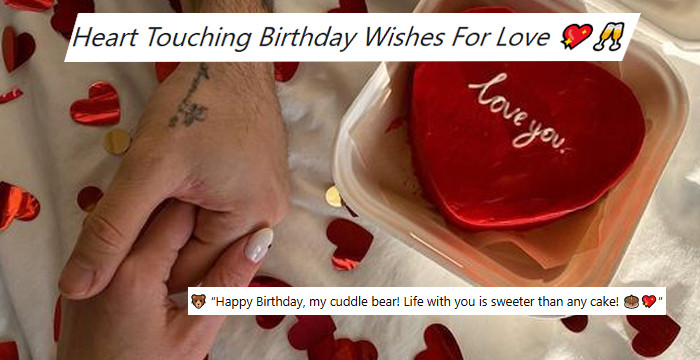 Heart Touching Birthday Wishes For Love 💖🥂
love you.
🐻 “Happy Birthday, my cuddle bear! Life with you is sweeter than any cake! 🎂💖”